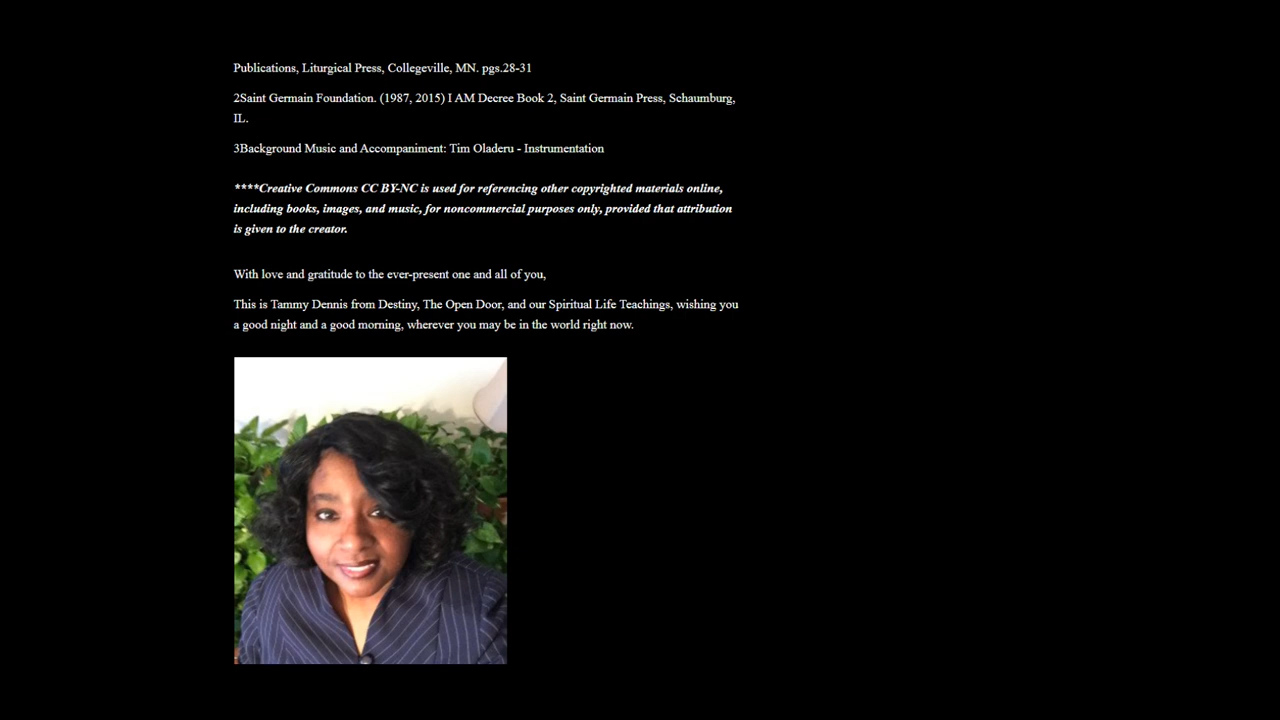 Publications, Liturgical Press, Collegeville, MN. pgs.28-31
2Saint Germain Foundation. (1987, 2015) I AM Decree Book 2, Saint Germain Press, Schaumburg,
IL.
3Background Music and Accompaniment: Tim Oladeru - Instrumentation
****Creative Commons CC BY-NC is used for referencing other copyrighted materials online,
including books, images, and music, for noncommercial purposes only, provided that attribution
is given to the creator.
With love and gratitude to the ever-present one and all of you,
This is Tammy Dennis from Destiny, The Open Door, and our Spiritual Life Teachings, wishing you
a good night and a good morning, wherever you may be in the world right now.